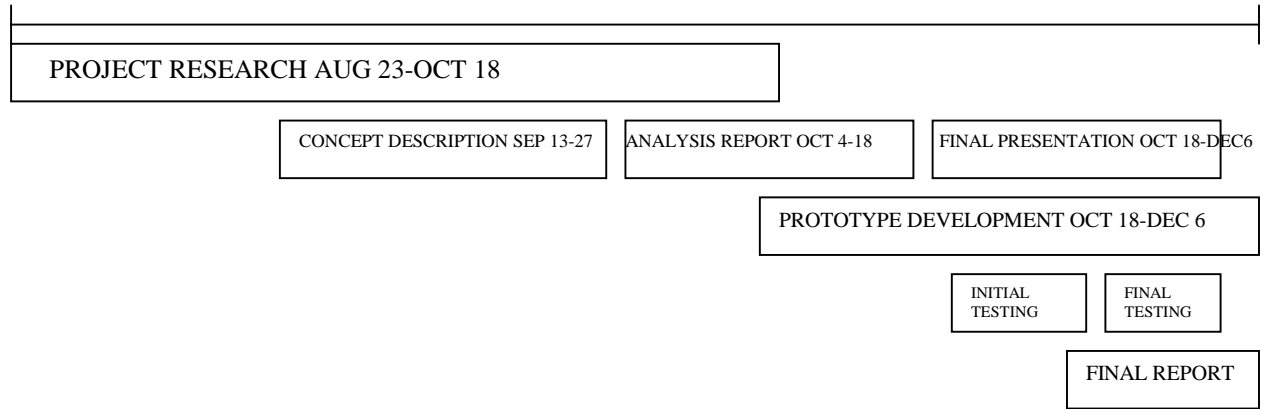 PROJECT RESEARCH AUG 23-OCT 18
CONCEPT DESCRIPTION SEP 13-27
ANALYSIS REPORT OCT 4-18
FINAL PRESENTATION OCT 18-DEC6
PROTOTYPE DEVELOPMENT OCT 18-DEC 6
INITIAL
TESTING
FINAL
TESTING
FINAL REPORT